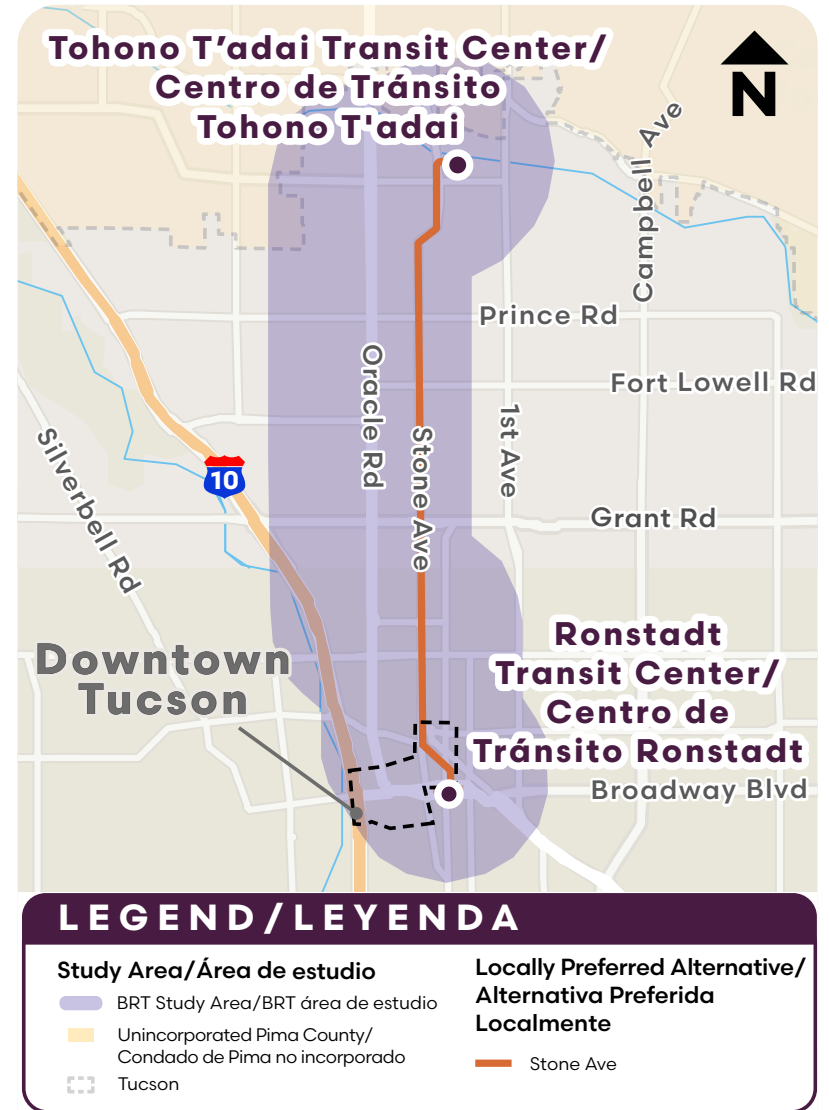 Tohono T'adai Transit Center/
Centro de Tránsito
Tohono T'adai
N
Campbell Ave
Prince Rd
Fort Lowell Rd
Oracle Rd
Stone Ave
1st Ave
Silverbell Rd
10
Grant Rd
Downtown
Tucson
Ronstadt
Transit Center/
Centro de
Tránsito Ronstadt
Broadway Blvd
LEGEND/LEYENDA
Study Area/Área de estudio
BRT Study Area/BRT área de estudio
Unincorporated Pima County/
Condado de Pima no incorporado
Tucson
Locally Preferred Alternative/
Alternativa Preferida
Localmente
Stone Ave